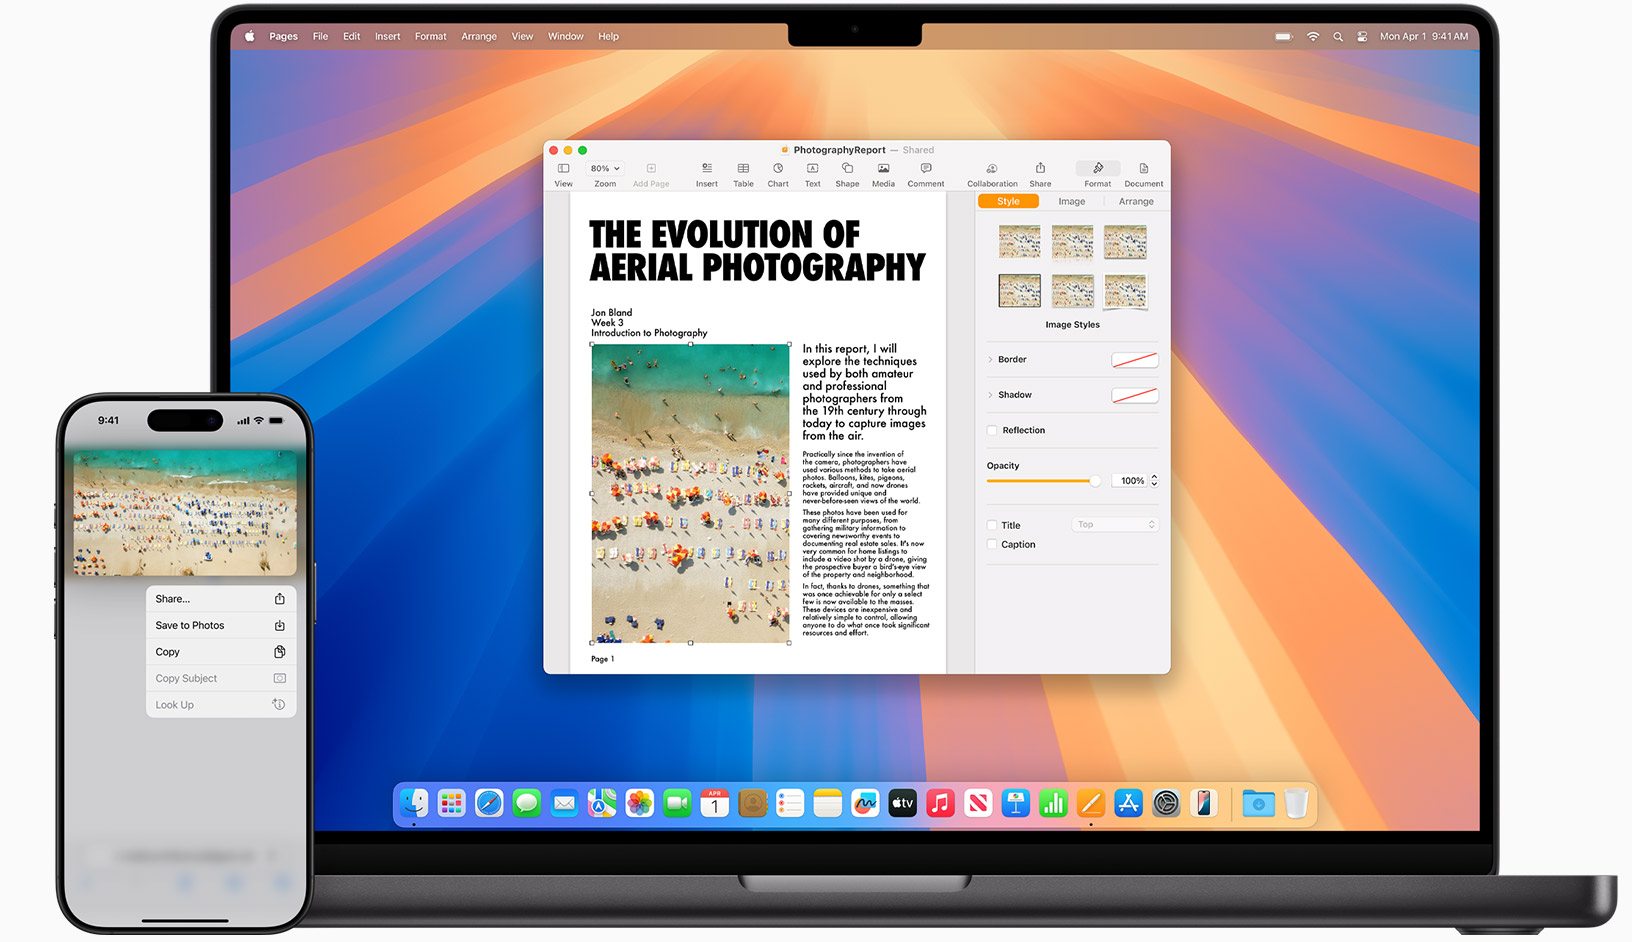 Pages File Edit Insert Format Arrange View Window Help
Mon Apr 1 9:41 AM
PhotographyReport — Shared
80%
View Zoom Add Page Insert Table Chart Text Shape Media Comment Collaboration Share Format Document
THE EVOLUTION OF
AERIAL PHOTOGRAPHY
Jon Bland
Week 3
Introduction to Photography
In this report, I will
explore the techniques
used by both amateur
and professional
photographers from
the 19th century through
today to capture images
from the air.
Practically since the invention of
the camera, photographers have
used various methods to take aerial
photos. Balloons, kites, pigeons,
rockets, aircraft, and now drones
have provided unique and
never-before-seen views of the world.
These photos have been used for
many different purposes, from
gathering military information to
covering newsworthy events to
documenting real estate sales. It's now
very common for home listings to
include a video shot by a drone, giving
the prospective buyer a bird's-eye view
of the property and neighborhood.
In fact, thanks to drones, something that
was once achievable for only a select
few is now available to the masses.
These devices are inexpensive and
relatively simple to control, allowing
anyone to do what once took significant
resources and effort.
Page 1
Style Image Arrange
Image Styles
Border
Shadow
Reflection
Opacity
100%
Title Top
Caption
9:41
Share...
Save to Photos
Copy
Copy Subject
Look Up
APR
1
tv